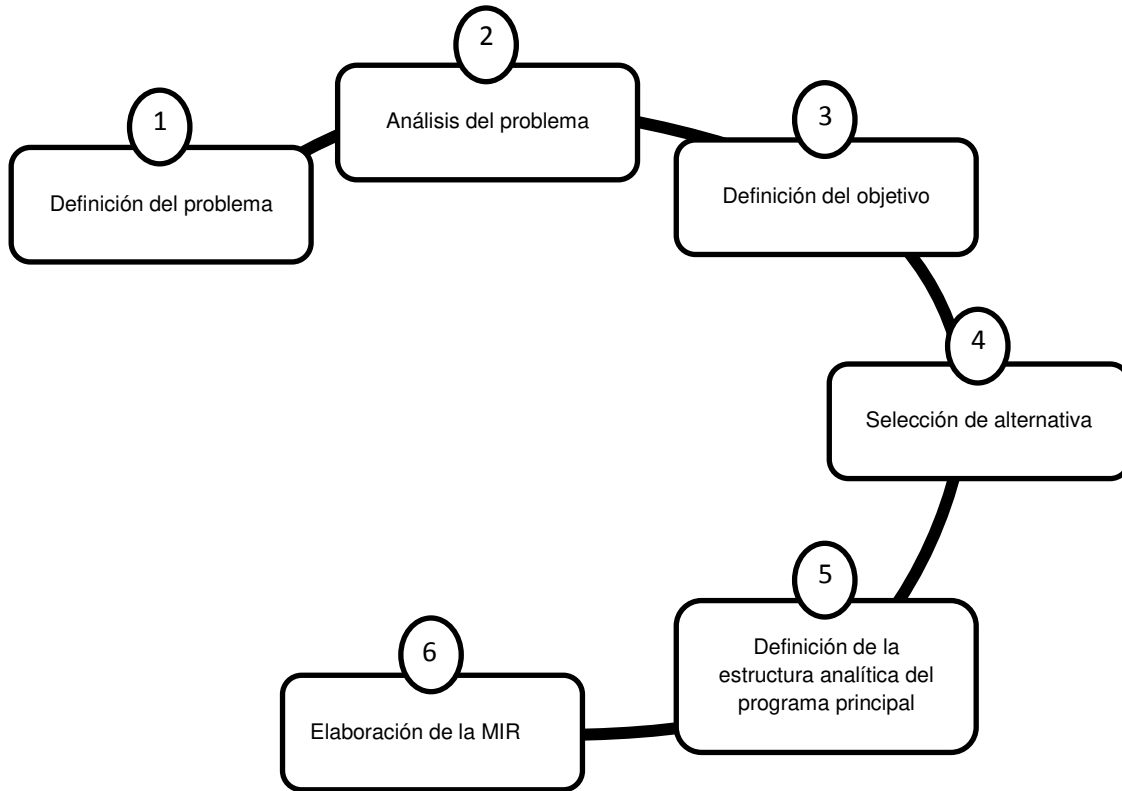 1
Definición del problema
2
Análisis del problema
3
Definición del objetivo
4
Selección de alternativa
5
Definición de la
estructura analítica del
programa principal
6
Elaboración de la MIR